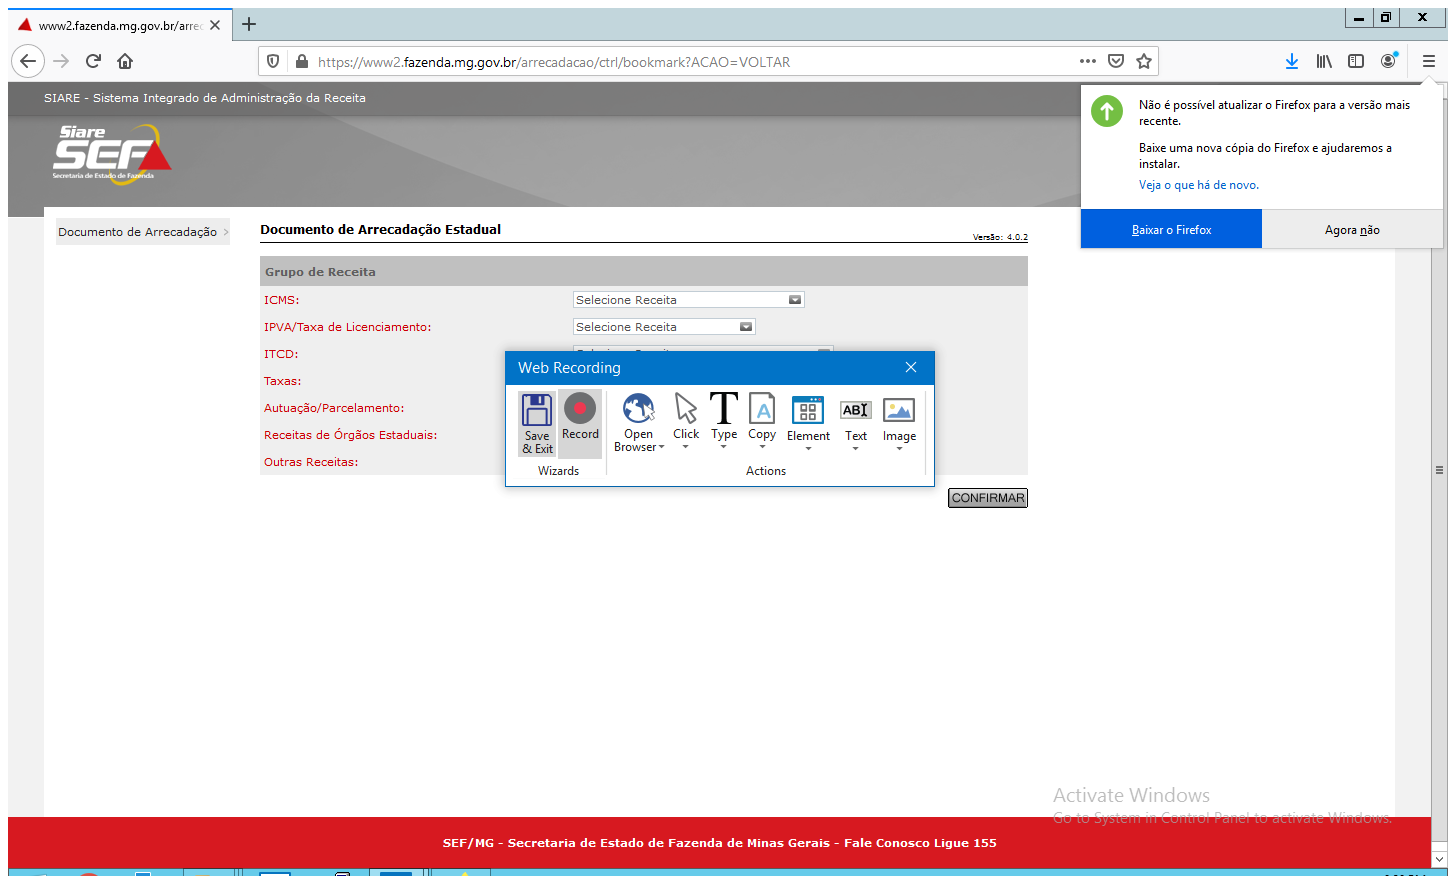 www2.fazenda.mg.gov.br/arrec
https://www2.fazenda.mg.gov.br/arrecadacao/ctrl/bookmark?ACAO=VOLTAR
SIARE - Sistema Integrado de Administração da Receita
Não é possível atualizar o Firefox para a versão mais
recente.
Baixe uma nova cópia do Firefox e ajudaremos a
instalar.
Veja o que há de novo.
Baixar o Firefox
Agora não
Siare
SEF
Secretaria de Estado de Fazenda
Documento de Arrecadação >
Documento de Arrecadação Estadual
Versão: 4.0.2
Grupo de Receita
ICMS:
Selecione Receita
IPVA/Taxa de Licenciamento:
Selecione Receita
ITCD:
Taxas:
Autuação/Parcelamento:
Receitas de Órgãos Estaduais:
Outras Receitas:
Web Recording
Save
& Exit
Record
Open
Browser
Click
Type
Copy
Element
Text
Image
Wizards
Actions
CONFIRMAR
Activate Windows
Go to System in Control Panel to activate Windows.
SEF/MG - Secretaria de Estado de Fazenda de Minas Gerais - Fale Conosco Ligue 155